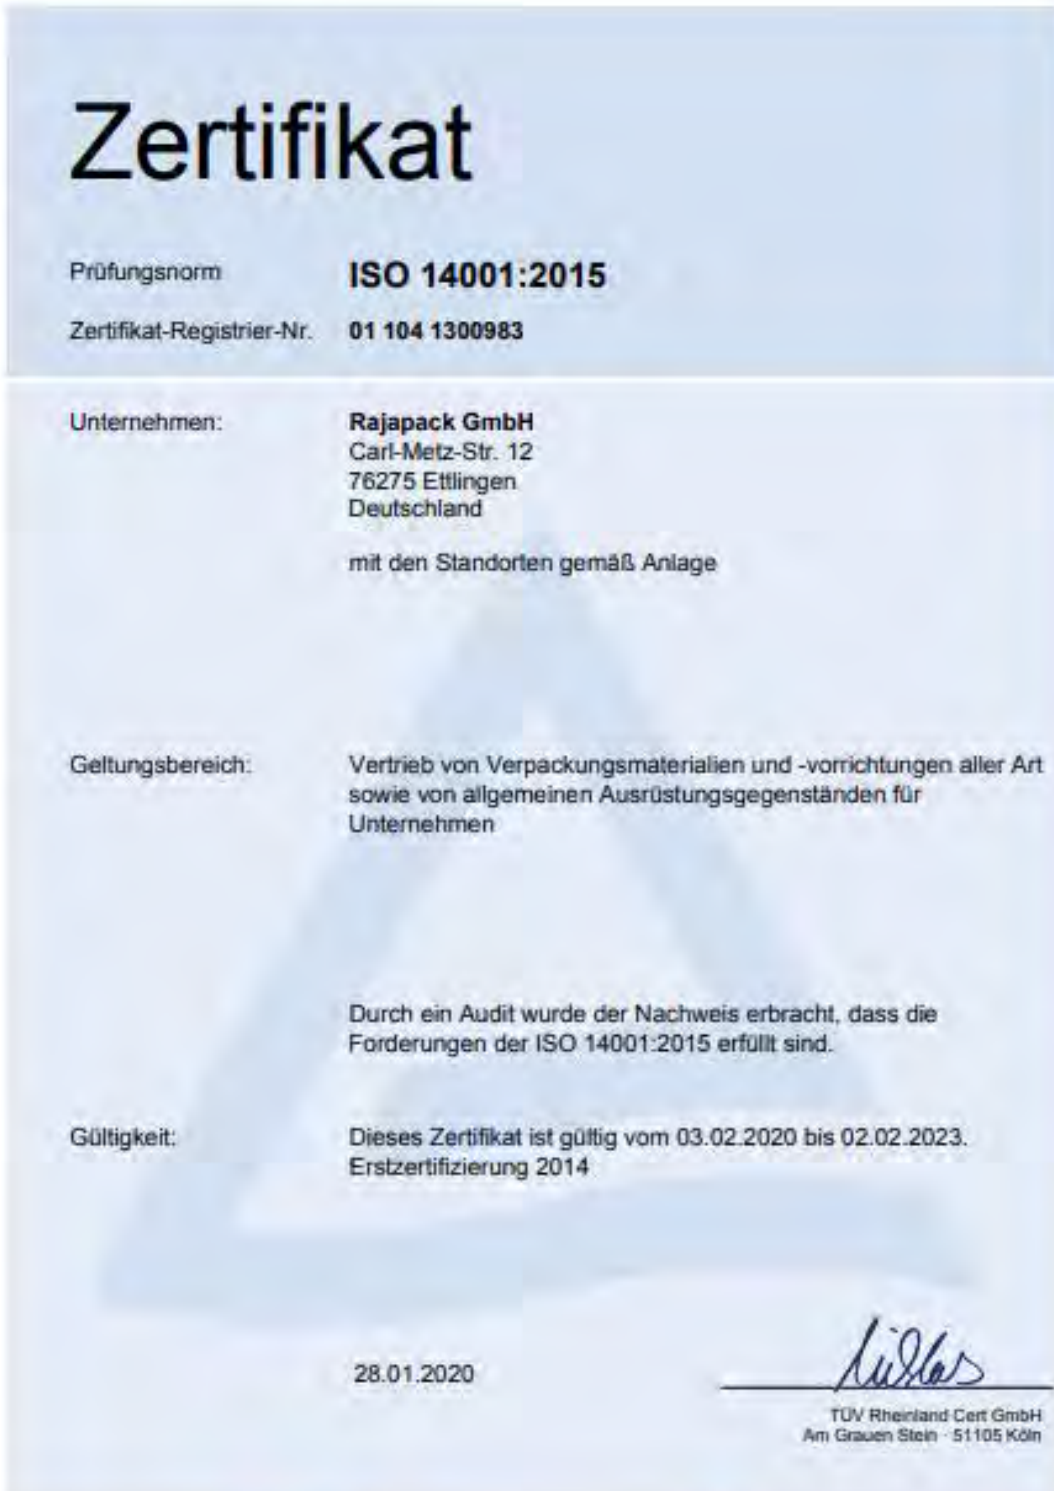 Zertifikat
Prüfungsnorm ISO 14001:2015
Zertifikat-Registrier-Nr. 01 104 1300983
Unternehmen: Rajapack GmbH
Carl-Metz-Str. 12
76275 Ettlingen
Deutschland
mit den Standorten gemäß Anlage
Geltungsbereich: Vertrieb von Verpackungsmaterialien und -vorrichtungen aller Art
sowie von allgemeinen Ausrüstungsgegenständen für
Unternehmen
Durch ein Audit wurde der Nachweis erbracht, dass die
Forderungen der ISO 14001:2015 erfüllt sind.
Gültigkeit: Dieses Zertifikat ist gültig vom 03.02.2020 bis 02.02.2023.
Erstzertifizierung 2014
28.01.2020
TÜV Rheinland Cert GmbH
Am Grauen Stein · 51105 Köln